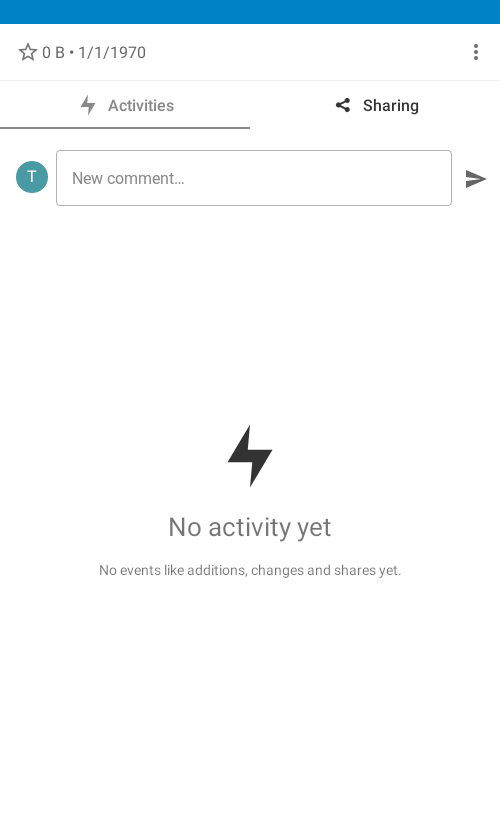 0 B • 1/1/1970
Activities
Sharing
T
New comment…
No activity yet
No events like additions, changes and shares yet.